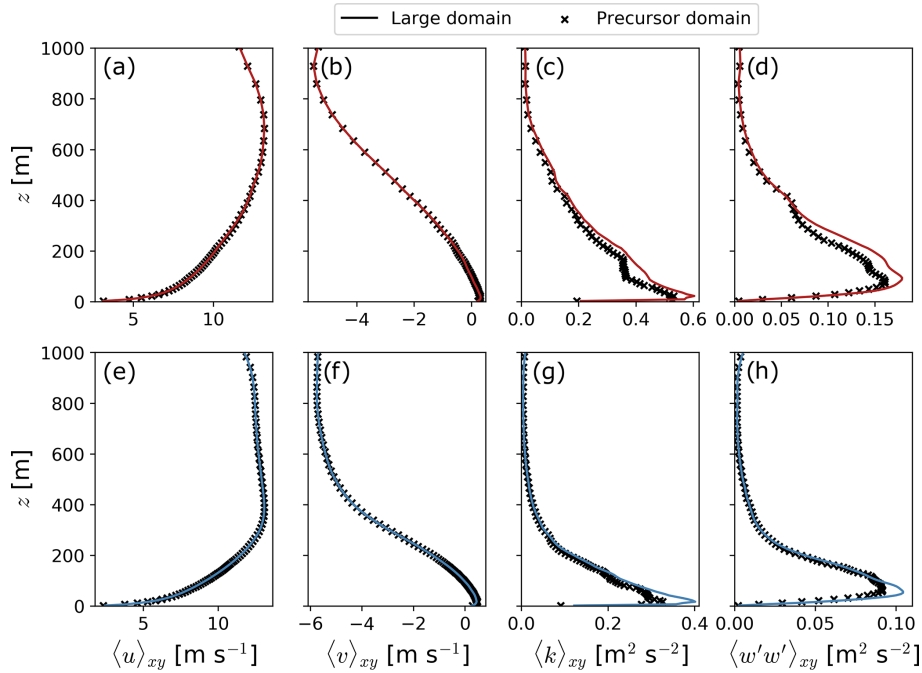 Large domain × Precursor domain
(a) (b) (c) (d)
1000
800
600
400
200
0
z [m]
5 10
−4 −2 0
0.0 0.2 0.4 0.6
0.00 0.05 0.10 0.15
(e) (f) (g) (h)
1000
800
600
400
200
0
z [m]
5 10
−6 −4 −2 0
0.0 0.2 0.4 0.6
0.00 0.05 0.10
⟨u⟩xy [m s⁻¹] ⟨v⟩xy [m s⁻¹] ⟨k⟩xy [m² s⁻²] ⟨w′w′⟩xy [m² s⁻²]